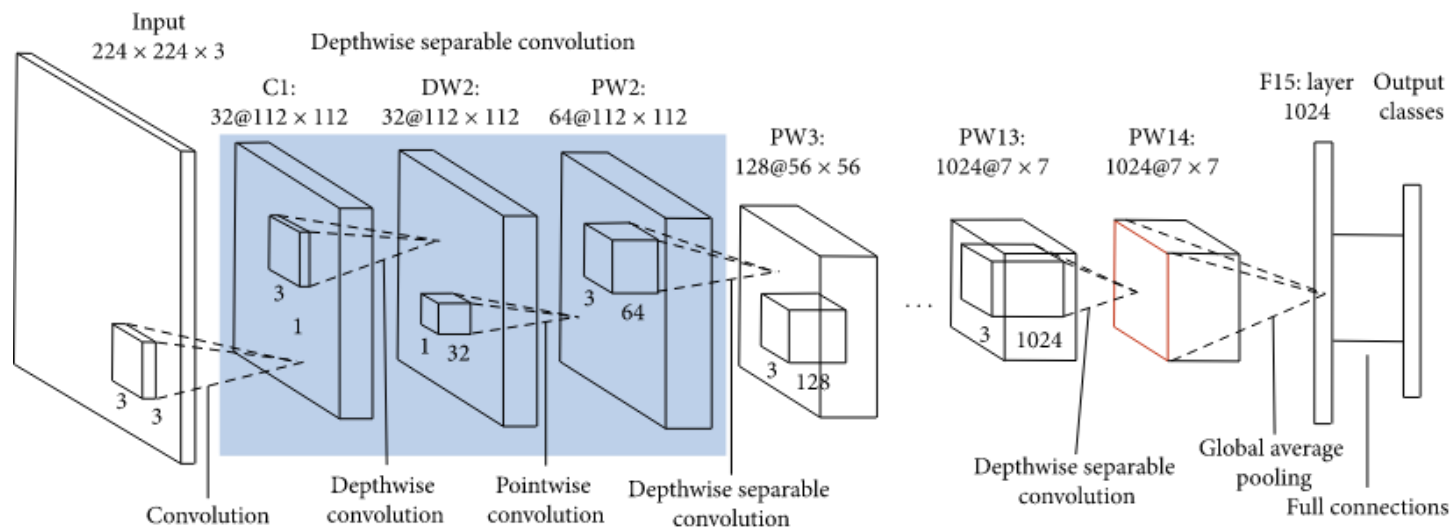 Input
224 × 224 × 3
Depthwise separable convolution
C1:
32@112 × 112
DW2:
32@112 × 112
PW2:
64@112 × 112
PW3:
128@56 × 56
PW13:
1024@7 × 7
PW14:
1024@7 × 7
F15: layer
1024
Output
classes
3
3
3
1
1
32
3
64
3
128
...
3
1024
Convolution
Depthwise
convolution
Pointwise
convolution
Depthwise separable
convolution
Depthwise separable
convolution
Global average
pooling
Full connections